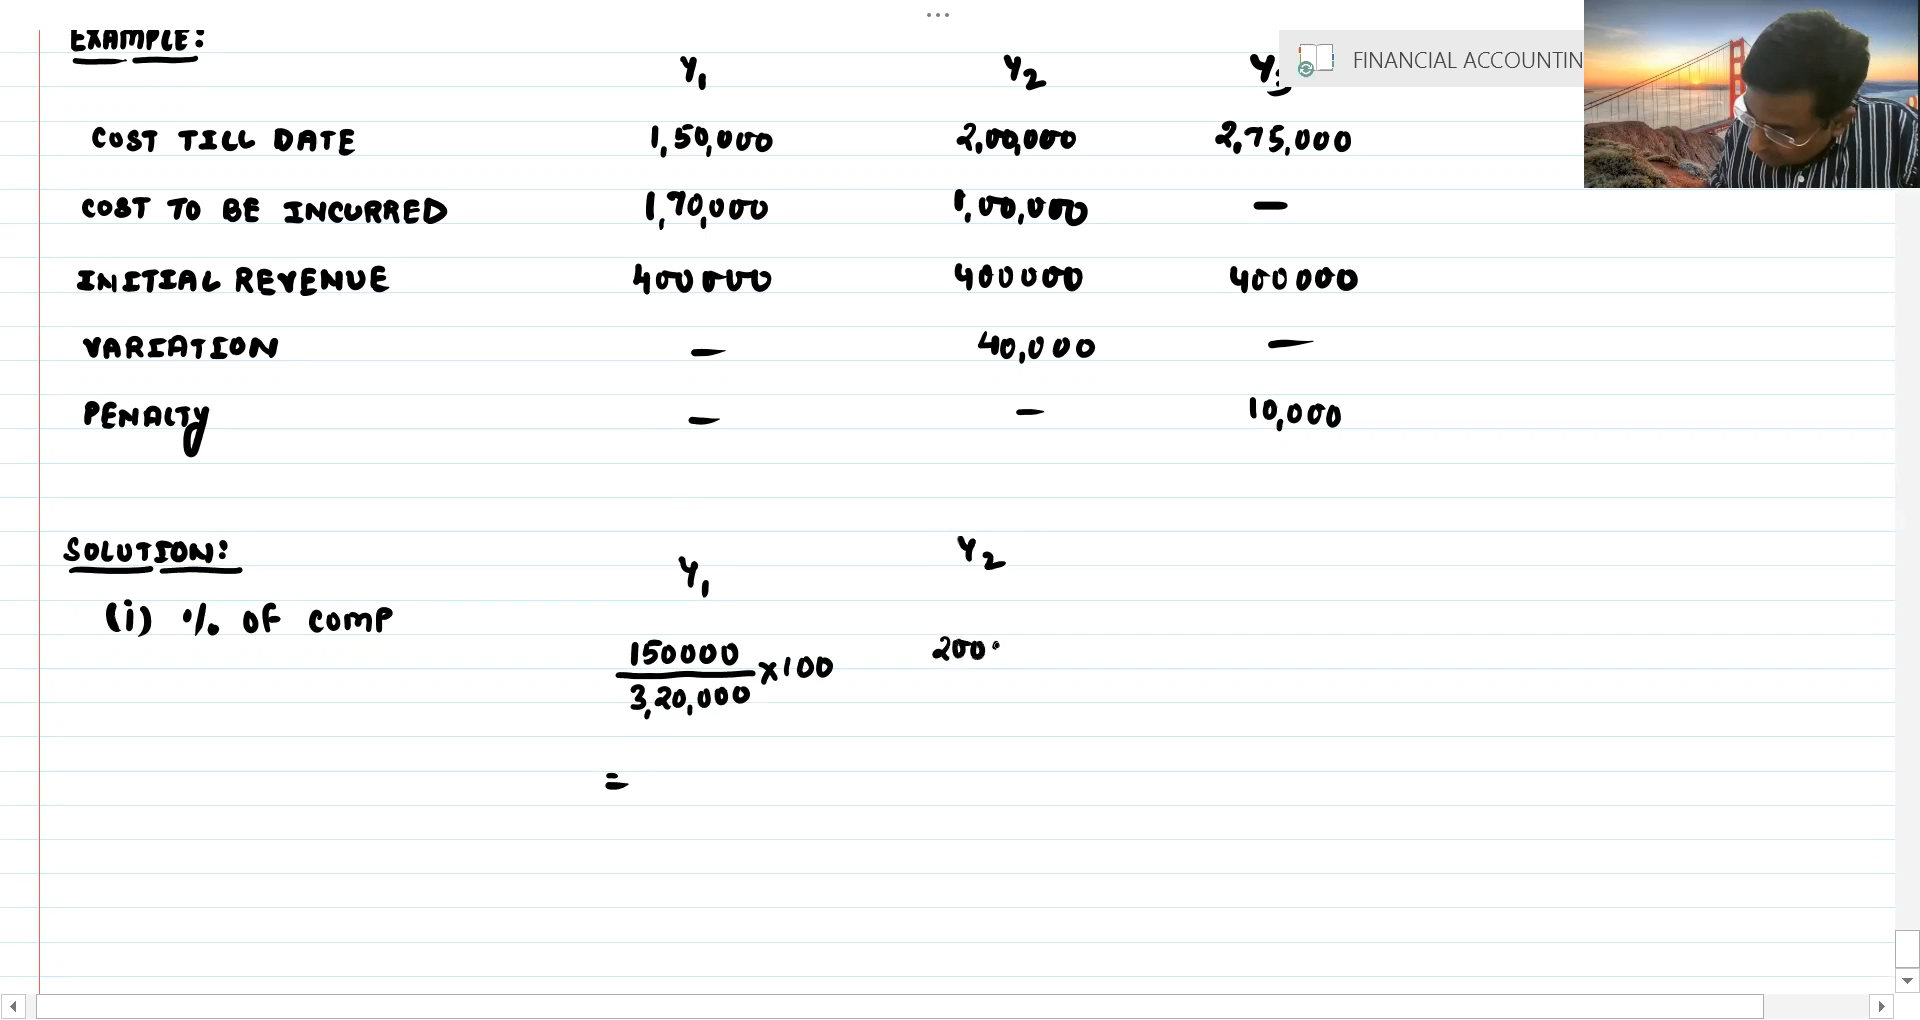 EXAMPLE:
FINANCIAL ACCOUNTIN
Y1 Y2
COST TILL DATE 1,50,000 2,00,000 2,75,000
COST TO BE INCURRED 1,70,000 1,00,000 —
INITIAL REVENUE 400000 400000 400000
VARIATION — 40,000 —
PENALTY — - 10,000
SOLUTION: Y1 Y2
(i) % OF COMP
150000 200
x100
3,20,000
=